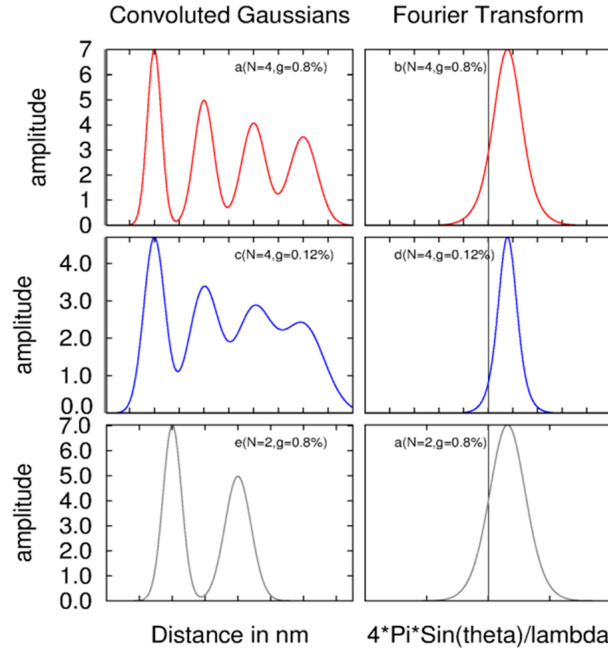 Convoluted Gaussians
Fourier Transform
amplitude
7
6
5
4
3
2
1
0
a(N=4,g=0.8%)
b(N=4,g=0.8%)
amplitude
4.0
3.0
2.0
1.0
0.0
c(N=4,g=0.12%)
d(N=4,g=0.12%)
amplitude
7.0
6.0
5.0
4.0
3.0
2.0
1.0
0.0
e(N=2,g=0.8%)
a(N=2,g=0.8%)
Distance in nm
4*Pi*Sin(theta)/lambda